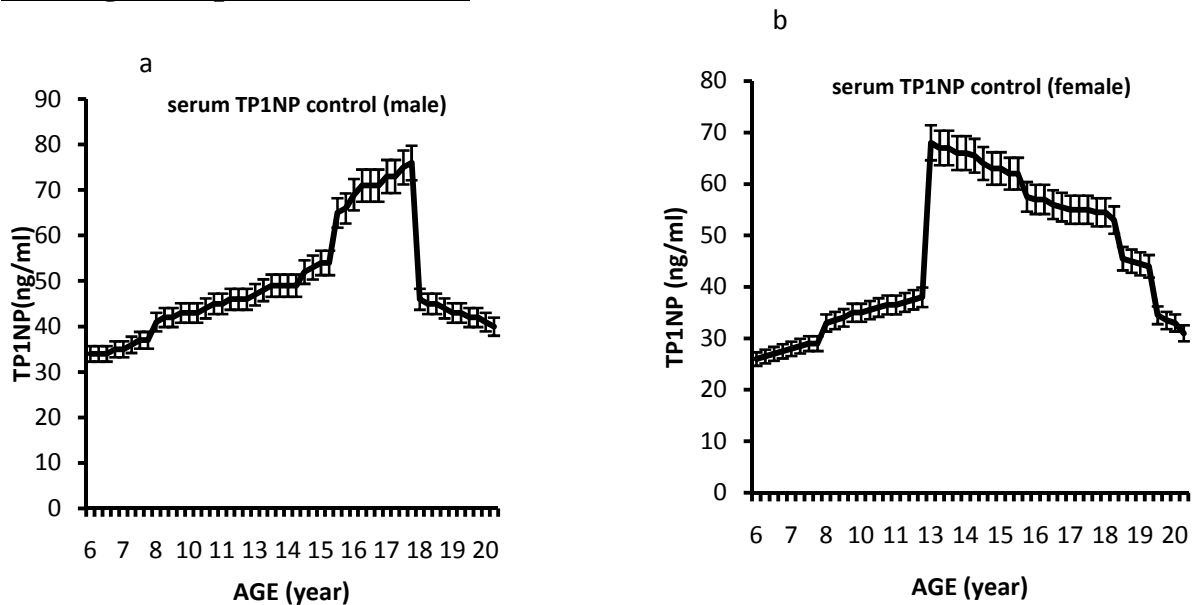 a
serum TP1NP control (male)
90
80
70
60
50
40
30
20
10
0
TP1NP(ng/ml)
6 7 8 10 11 13 14 15 16 18 19 20
AGE (year)
b
serum TP1NP control (female)
80
70
60
50
40
30
20
10
0
TP1NP (ng/ml)
6 7 8 10 11 13 14 15 16 18 19 20
AGE (year)